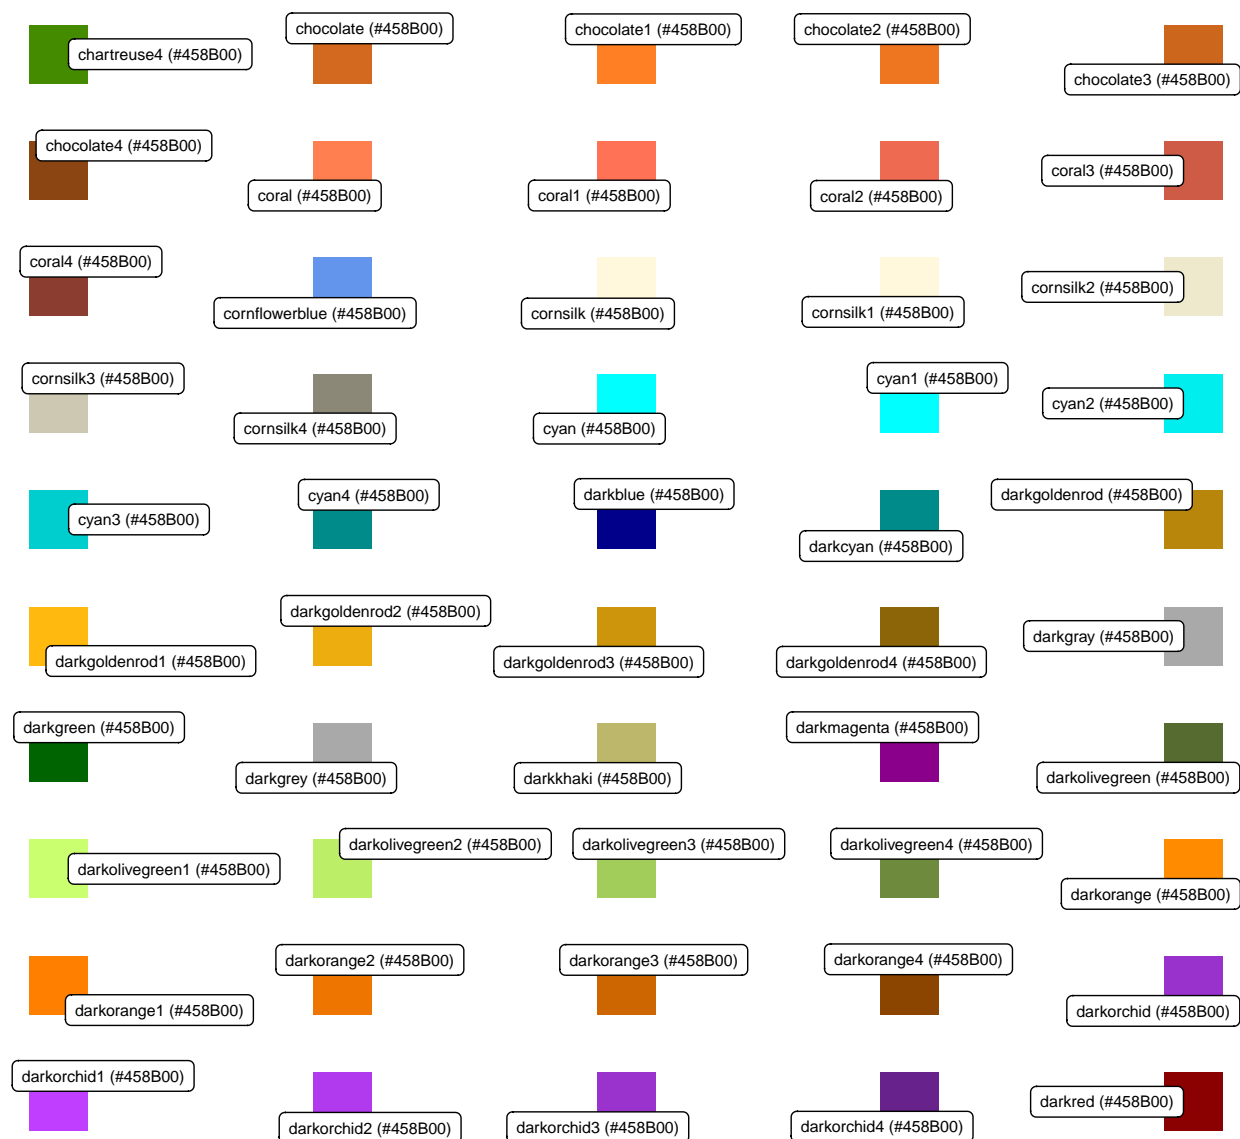 chartreuse4 (#458B00)
chocolate (#458B00)
chocolate1 (#458B00)
chocolate2 (#458B00)
chocolate3 (#458B00)
chocolate4 (#458B00)
coral (#458B00)
coral1 (#458B00)
coral2 (#458B00)
coral3 (#458B00)
coral4 (#458B00)
cornflowerblue (#458B00)
cornsilk (#458B00)
cornsilk1 (#458B00)
cornsilk2 (#458B00)
cornsilk3 (#458B00)
cornsilk4 (#458B00)
cyan (#458B00)
cyan1 (#458B00)
cyan2 (#458B00)
cyan3 (#458B00)
cyan4 (#458B00)
darkblue (#458B00)
darkcyan (#458B00)
darkgoldenrod (#458B00)
darkgoldenrod1 (#458B00)
darkgoldenrod2 (#458B00)
darkgoldenrod3 (#458B00)
darkgoldenrod4 (#458B00)
darkgray (#458B00)
darkgreen (#458B00)
darkgrey (#458B00)
darkkhaki (#458B00)
darkmagenta (#458B00)
darkolivegreen (#458B00)
darkolivegreen1 (#458B00)
darkolivegreen2 (#458B00)
darkolivegreen3 (#458B00)
darkolivegreen4 (#458B00)
darkorange (#458B00)
darkorange1 (#458B00)
darkorange2 (#458B00)
darkorange3 (#458B00)
darkorange4 (#458B00)
darkorchid (#458B00)
darkorchid1 (#458B00)
darkorchid2 (#458B00)
darkorchid3 (#458B00)
darkorchid4 (#458B00)
darkred (#458B00)